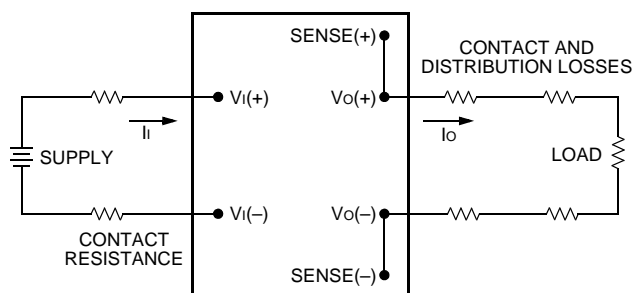 SENSE(+)
CONTACT AND
DISTRIBUTION LOSSES
VI(+)
VO(+)
II
IO
SUPPLY
LOAD
VI(–)
VO(–)
CONTACT
RESISTANCE
SENSE(–)